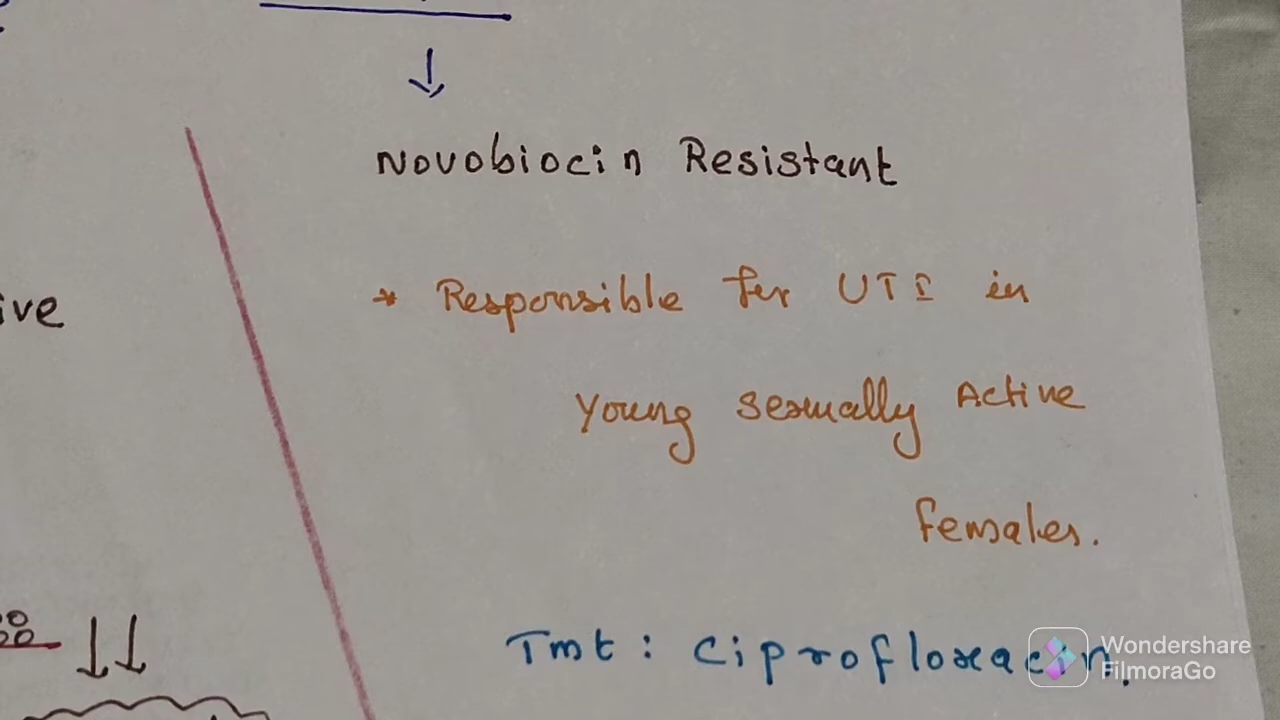 Novobiocin Resistant
* Responsible for UTI in
ive
Young sexually Active
females.
Tmt : Ciprofloxacin.
Wondershare
FilmoraGo